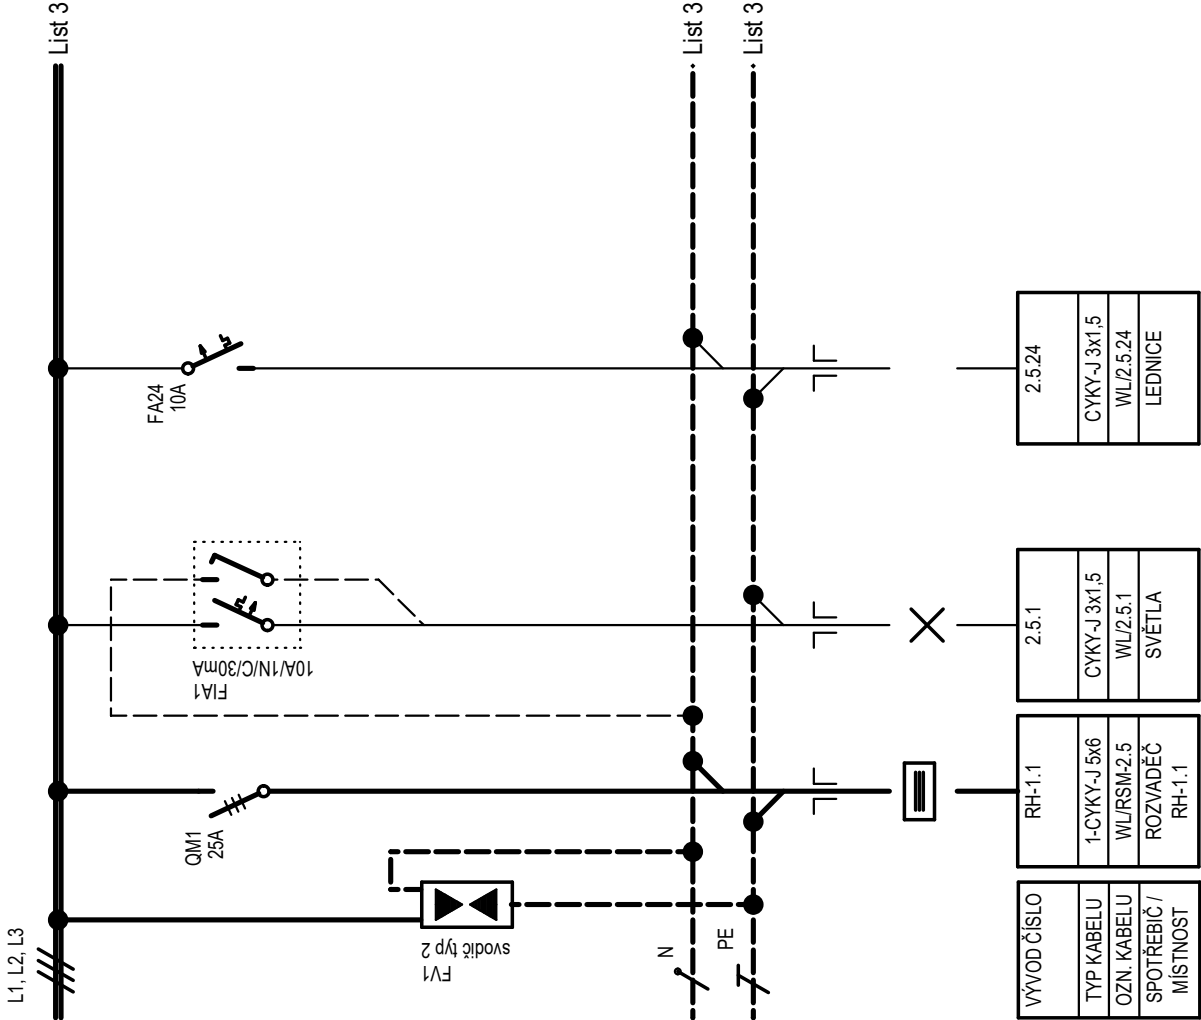 L1, L2, L3
List 3
FV1
svodič typ 2
QM1
25A
FIA1
10A/1N/C/30mA
FA24
10A
N
List 3
PE
List 3
VÝVOD ČÍSLO
TYP KABELU
OZN. KABELU
SPOTŘEBIČ /
MÍSTNOST
RH-1.1
1-CYKY-J 5x6
WL/RSM-2.5
ROZVADĚČ
RH-1.1
2.5.1
CYKY-J 3x1,5
WL/2.5.1
SVĚTLA
2.5.24
CYKY-J 3x1,5
WL/2.5.24
LEDNICE